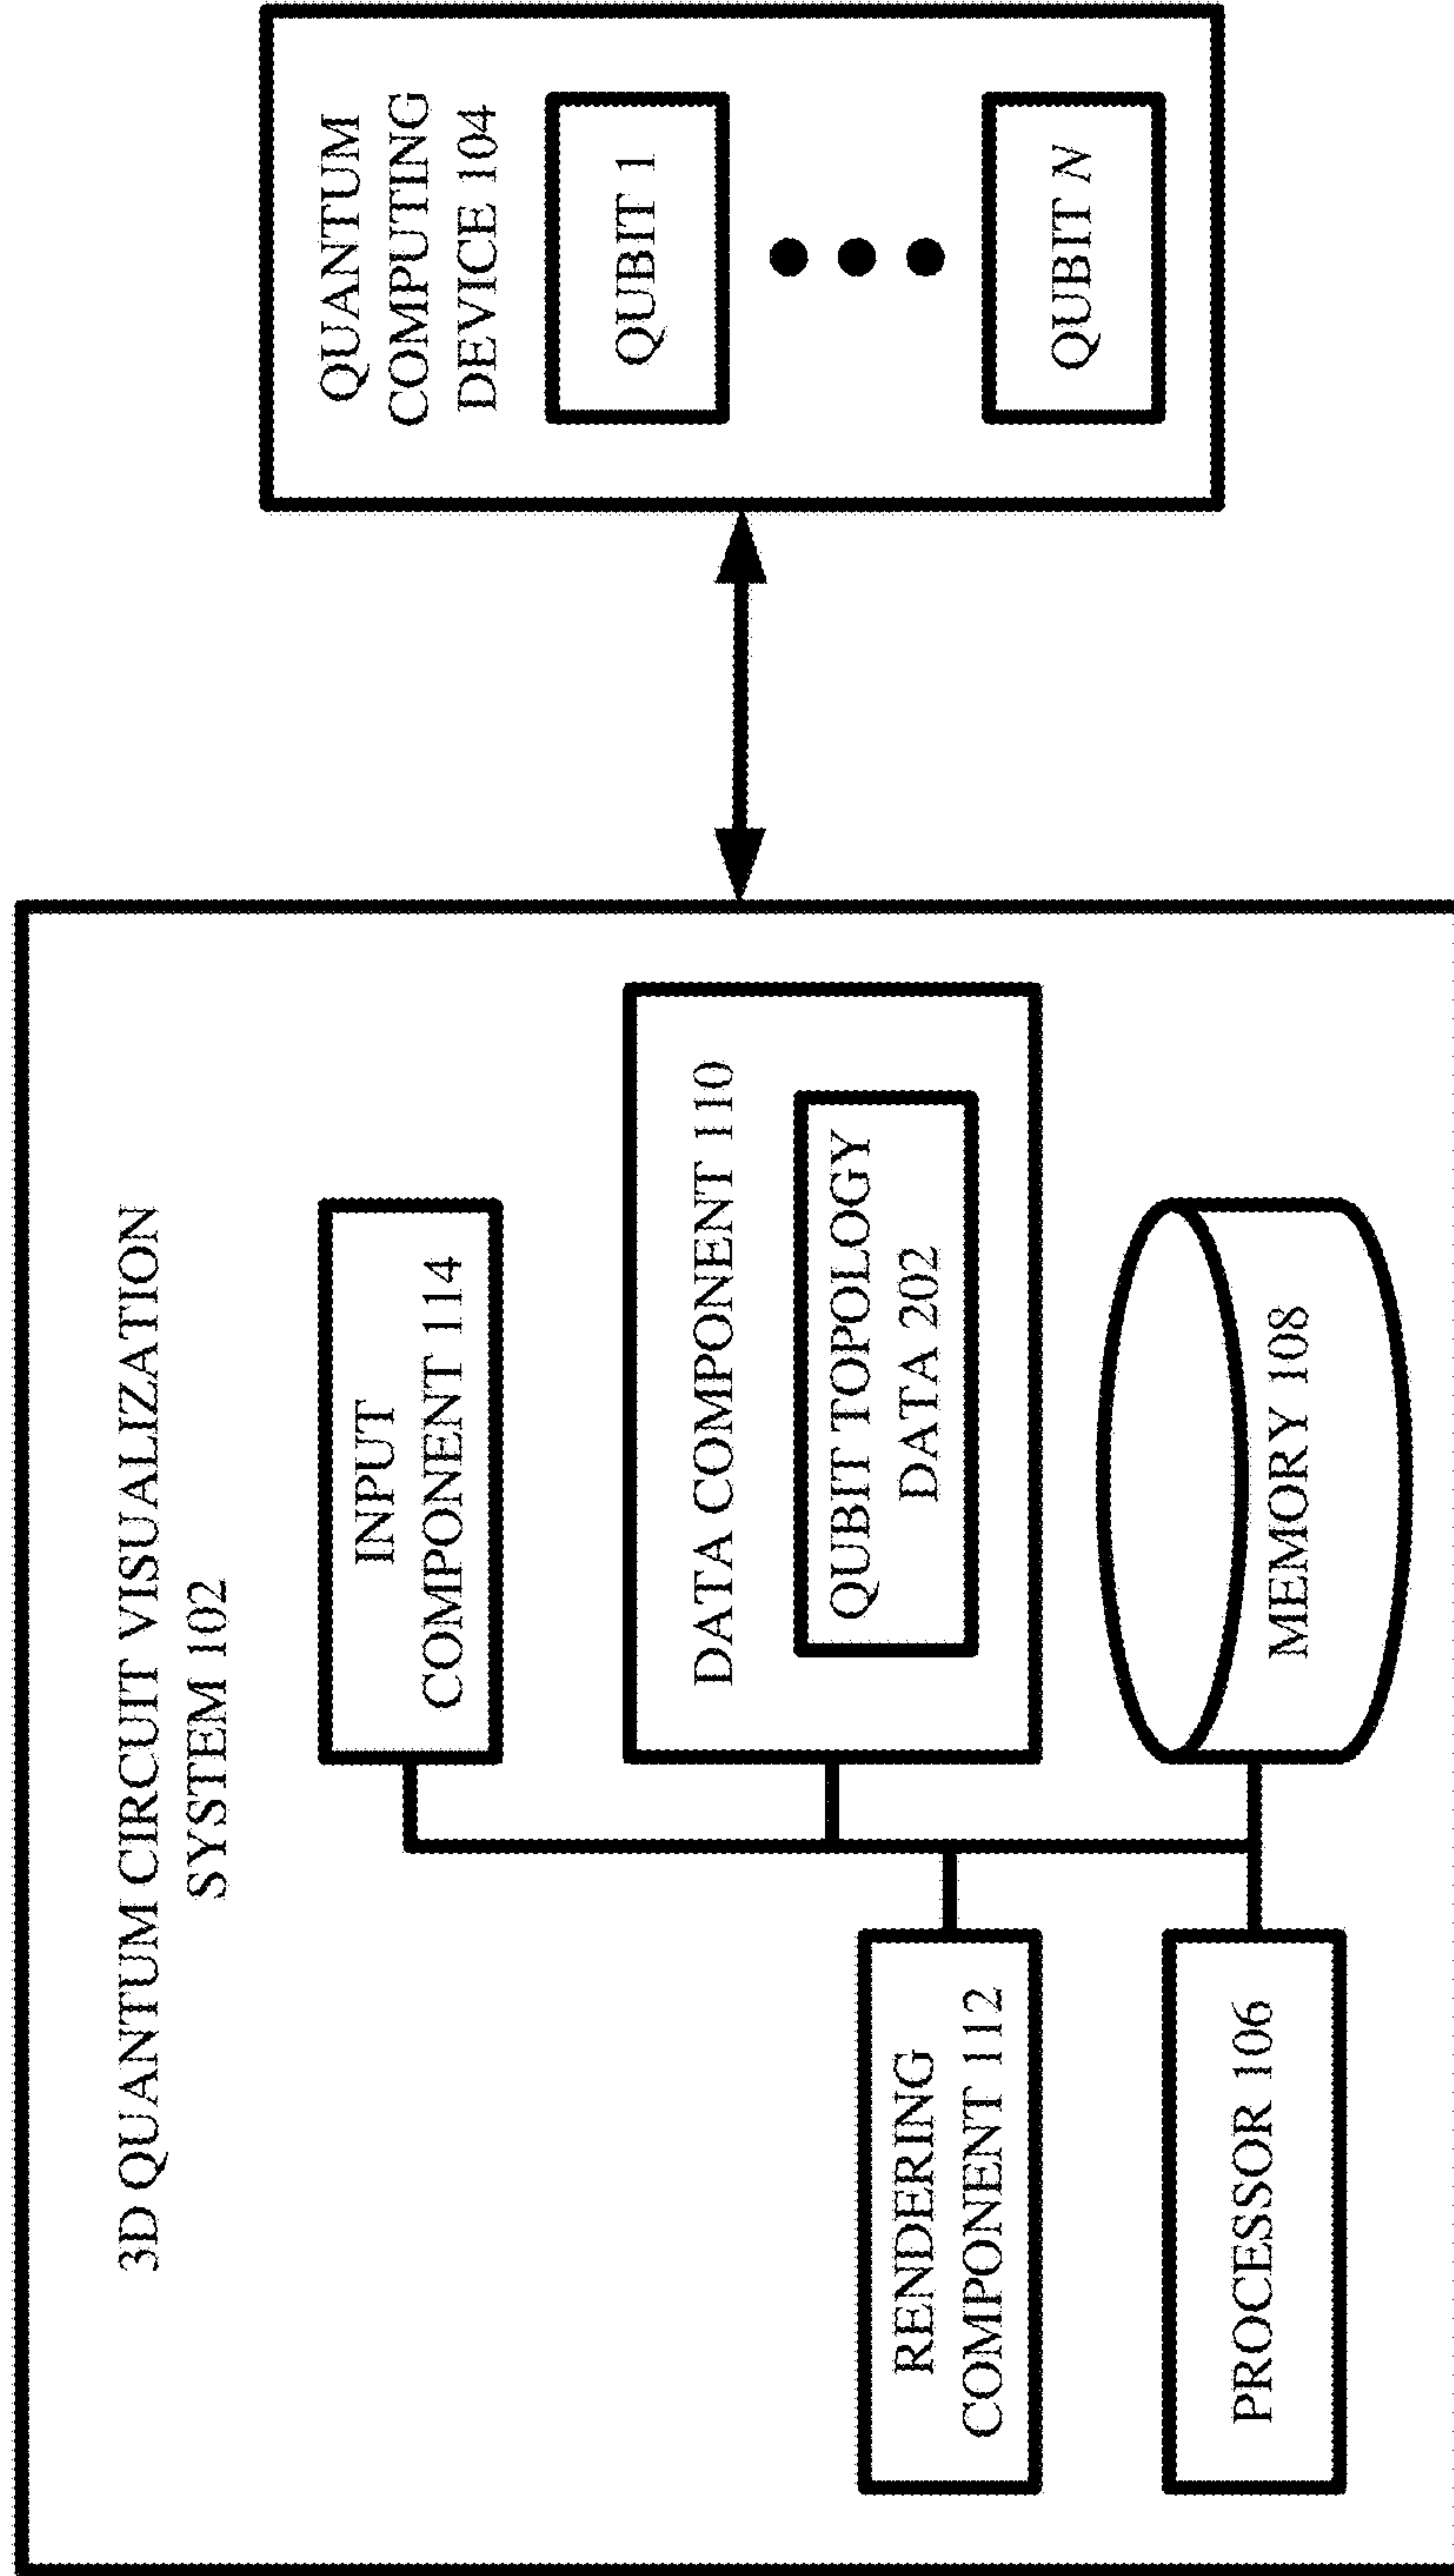 3D QUANTUM CIRCUIT VISUALIZATION
SYSTEM 102
INPUT
COMPONENT 114
DATA COMPONENT 110
QUBIT TOPOLOGY
DATA 202
RENDERING
COMPONENT 112
PROCESSOR 106
MEMORY 108
QUANTUM
COMPUTING
DEVICE 104
QUBIT 1
QUBIT N